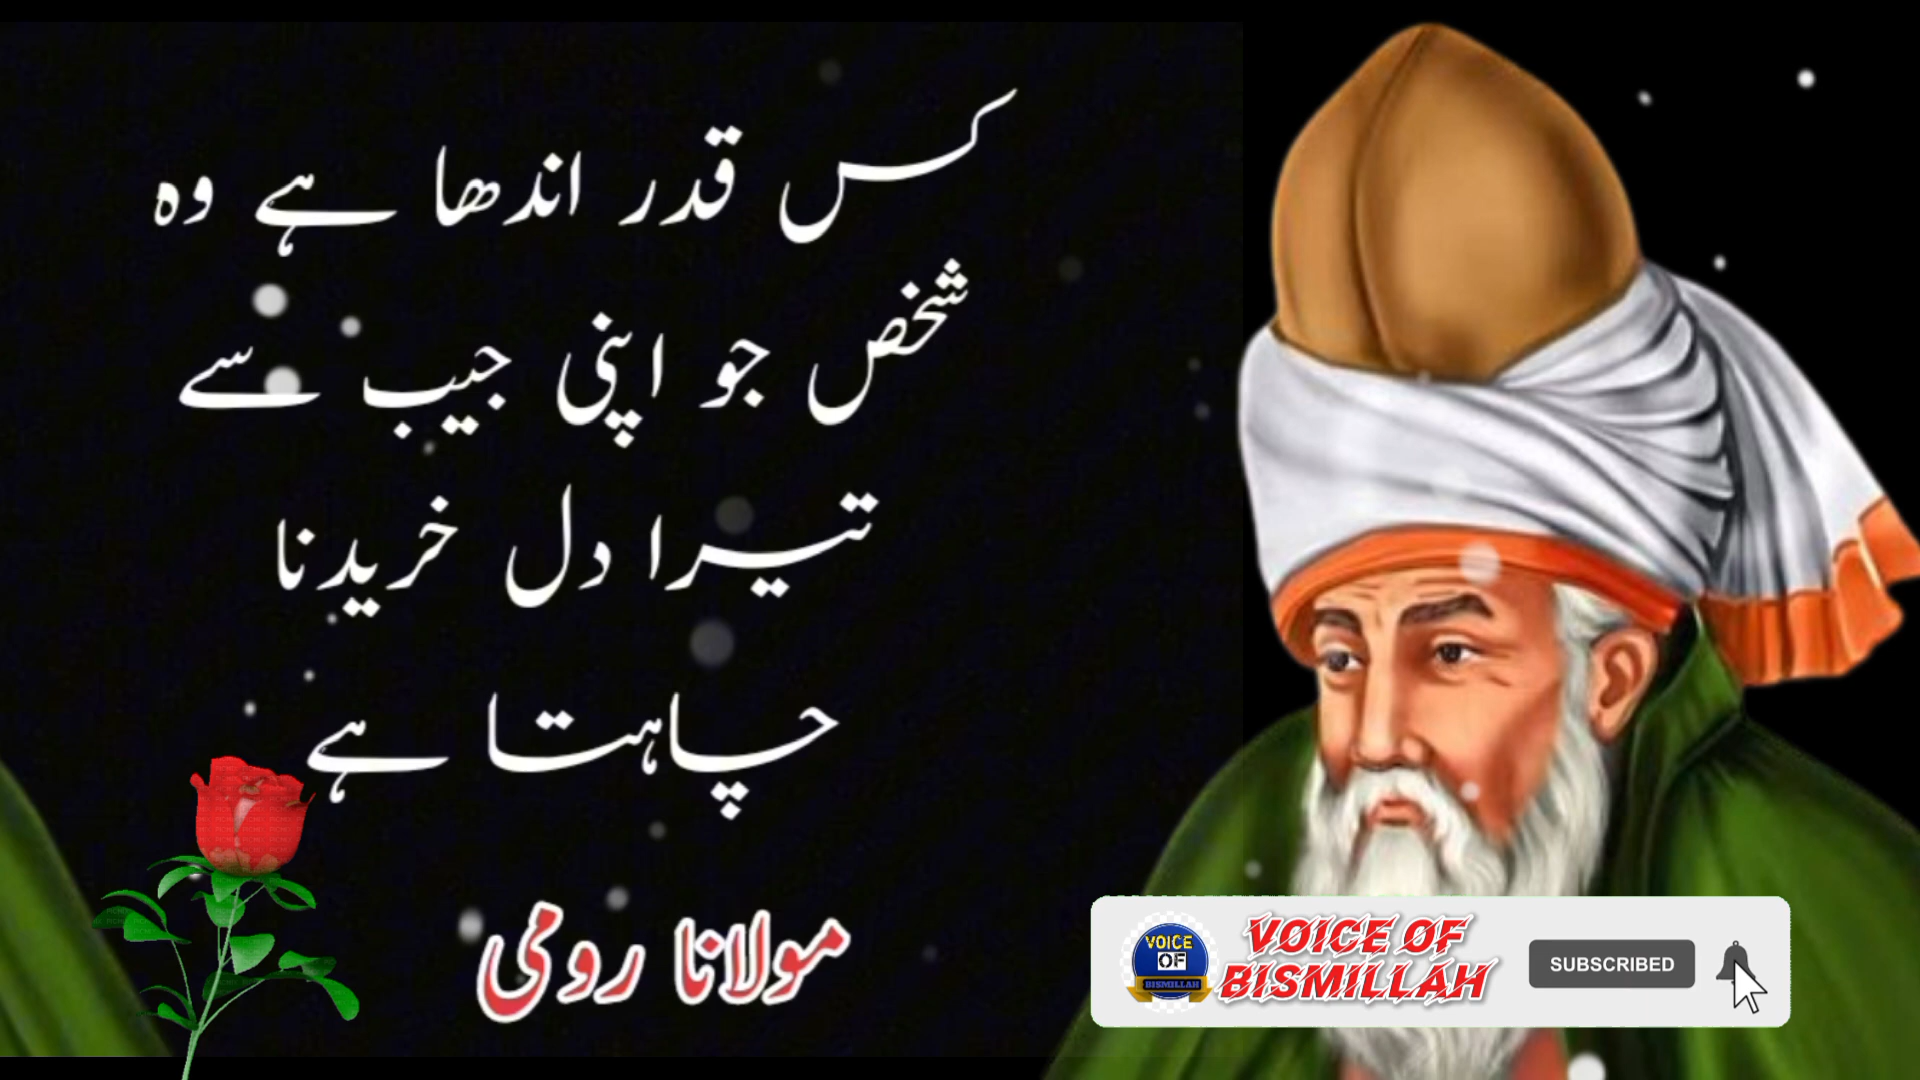 کس قدر اندھا ہے وہ
شخص جو اپنی جیب سے
تیرا دل خریدنا
چاہتا ہے
مولانا رومی
VOICE
OF
BISMILLAH
VOICE OF
BISMILLAH
SUBSCRIBED